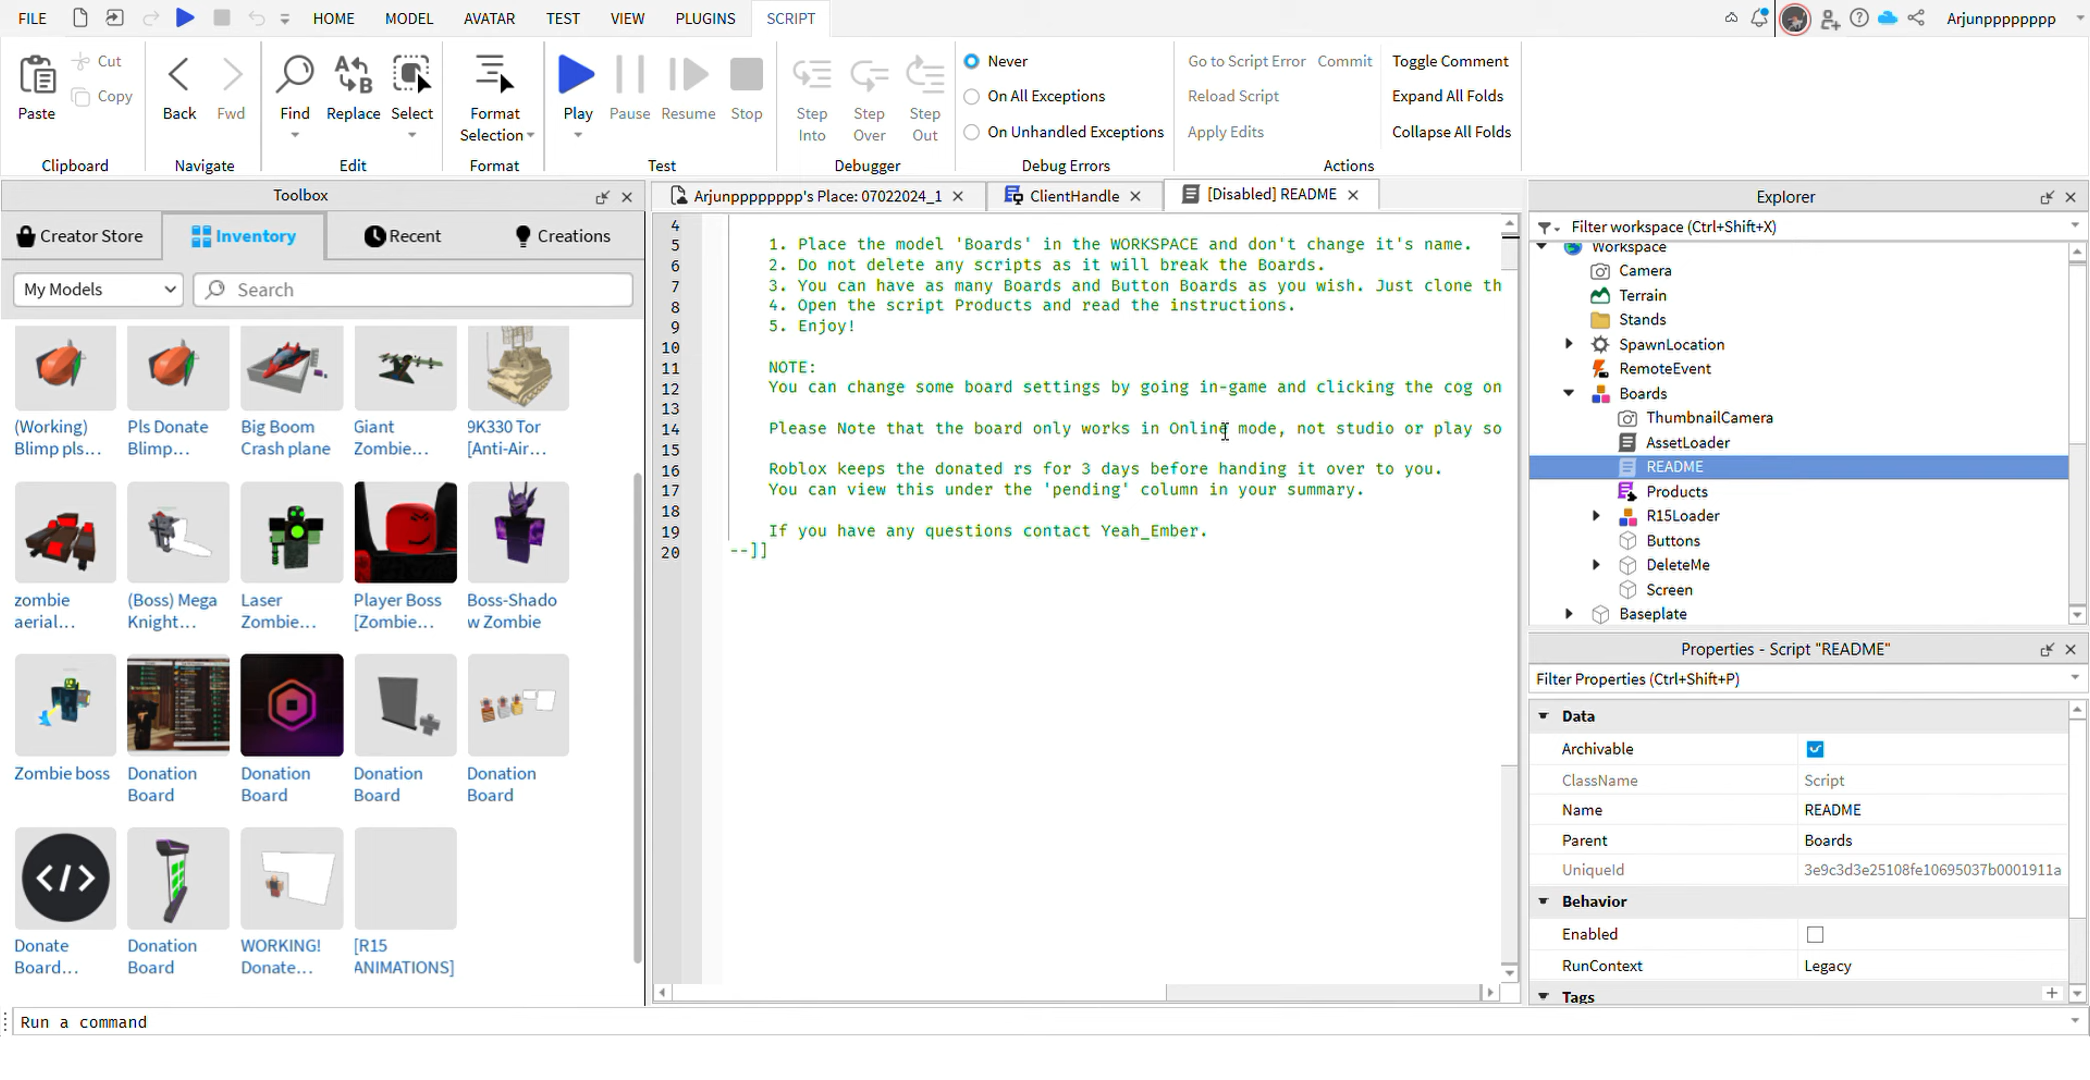 FILE HOME MODEL AVATAR TEST VIEW PLUGINS SCRIPT Arjunpppppppp
Paste Cut Copy
Clipboard
Back Fwd
Navigate
Find Replace Select
Edit
Format
Selection
Format
Play Pause Resume Stop
Test
Step Into Step Over Step Out
Debugger
Never
On All Exceptions
On Unhandled Exceptions
Debug Errors
Go to Script Error Commit Toggle Comment
Reload Script Expand All Folds
Apply Edits Collapse All Folds
Actions
Toolbox
Creator Store Inventory Recent Creations
My Models Search
(Working) Blimp pls...
Pls Donate Blimp...
Big Boom Crash plane
Giant Zombie...
9K330 Tor [Anti-Air...
zombie aerial...
(Boss) Mega Knight...
Laser Zombie...
Player Boss [Zombie...
Boss-Shado w Zombie
Zombie boss
Donation Board
Donation Board
Donation Board
Donation Board
Donate Board...
Donation Board
WORKING! Donate...
[R15 ANIMATIONS]
Arjunpppppppp's Place: 07022024_1 ClientHandle [Disabled] README
4
5 1. Place the model 'Boards' in the WORKSPACE and don't change it's name.
6 2. Do not delete any scripts as it will break the Boards.
7 3. You can have as many Boards and Button Boards as you wish. Just clone th
8 4. Open the script Products and read the instructions.
9 5. Enjoy!
10
11 NOTE:
12 You can change some board settings by going in-game and clicking the cog on
13
14 Please Note that the board only works in Online mode, not studio or play so
15
16 Roblox keeps the donated rs for 3 days before handing it over to you.
17 You can view this under the 'pending' column in your summary.
18
19 If you have any questions contact Yeah_Ember.
20 --]]
Explorer
Filter workspace (Ctrl+Shift+X)
Workspace
Camera
Terrain
Stands
SpawnLocation
RemoteEvent
Boards
ThumbnailCamera
AssetLoader
README
Products
R15Loader
Buttons
DeleteMe
Screen
Baseplate
Properties - Script "README"
Filter Properties (Ctrl+Shift+P)
Data
Archivable
ClassName Script
Name README
Parent Boards
UniqueId 3e9c3d3e25108fe10695037b0001911a
Behavior
Enabled
RunContext Legacy
Tags
Run a command